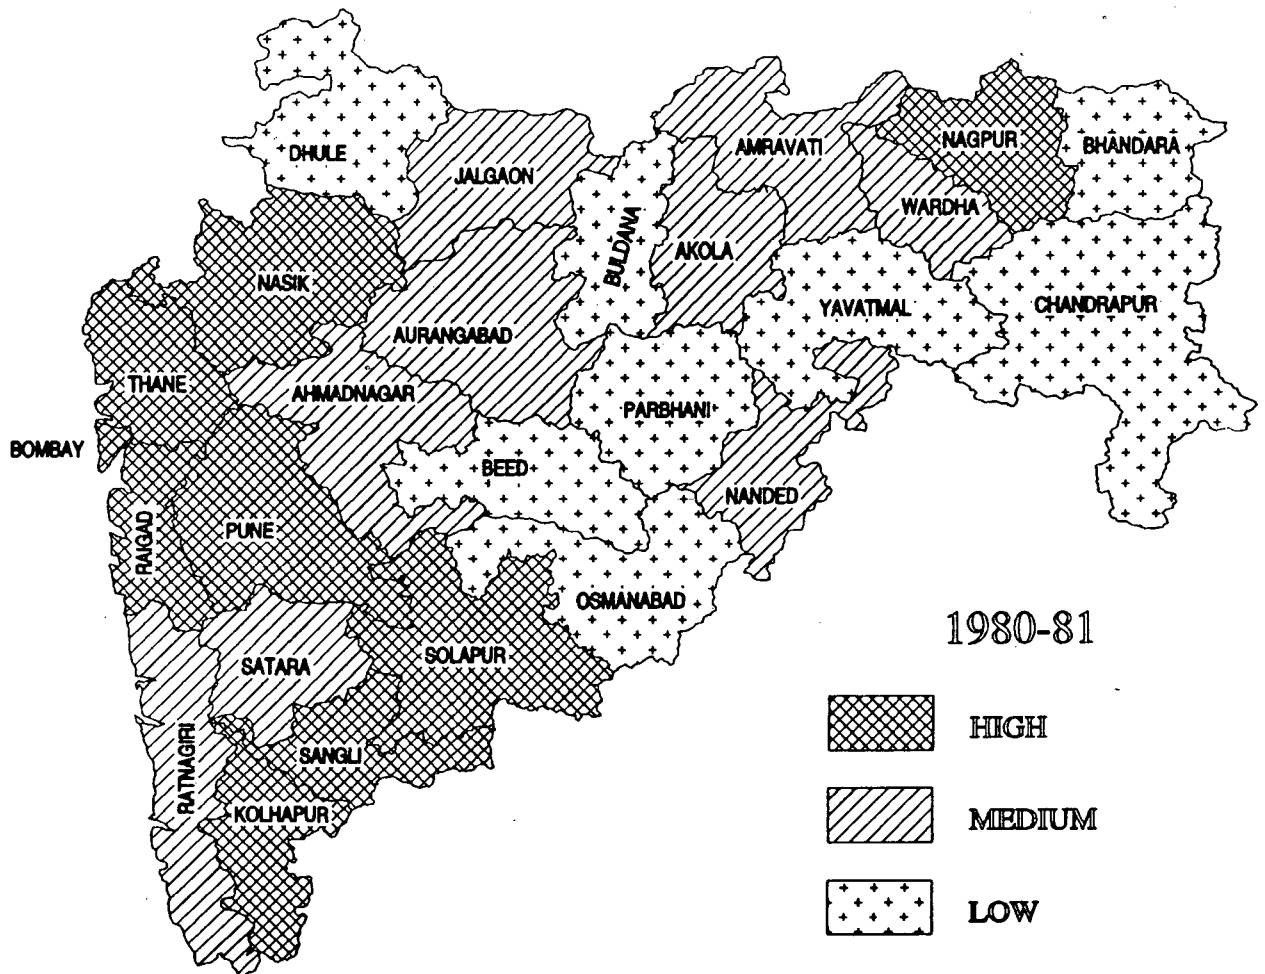 DHULE
JALGAON
AMRAVATI
NAGPUR
BHANDARA
WARDHA
NASIK
BULDANA
AKOLA
AURANGABAD
YAVATMAL
CHANDRAPUR
THANE
AHMADNAGAR
PARBHANI
BOMBAY
BEED
NANDED
RAIGAD
PUNE
OSMANABAD
1980-81
SATARA
SOLAPUR
HIGH
RATNAGIRI
SANGLI
KOLHAPUR
MEDIUM
LOW